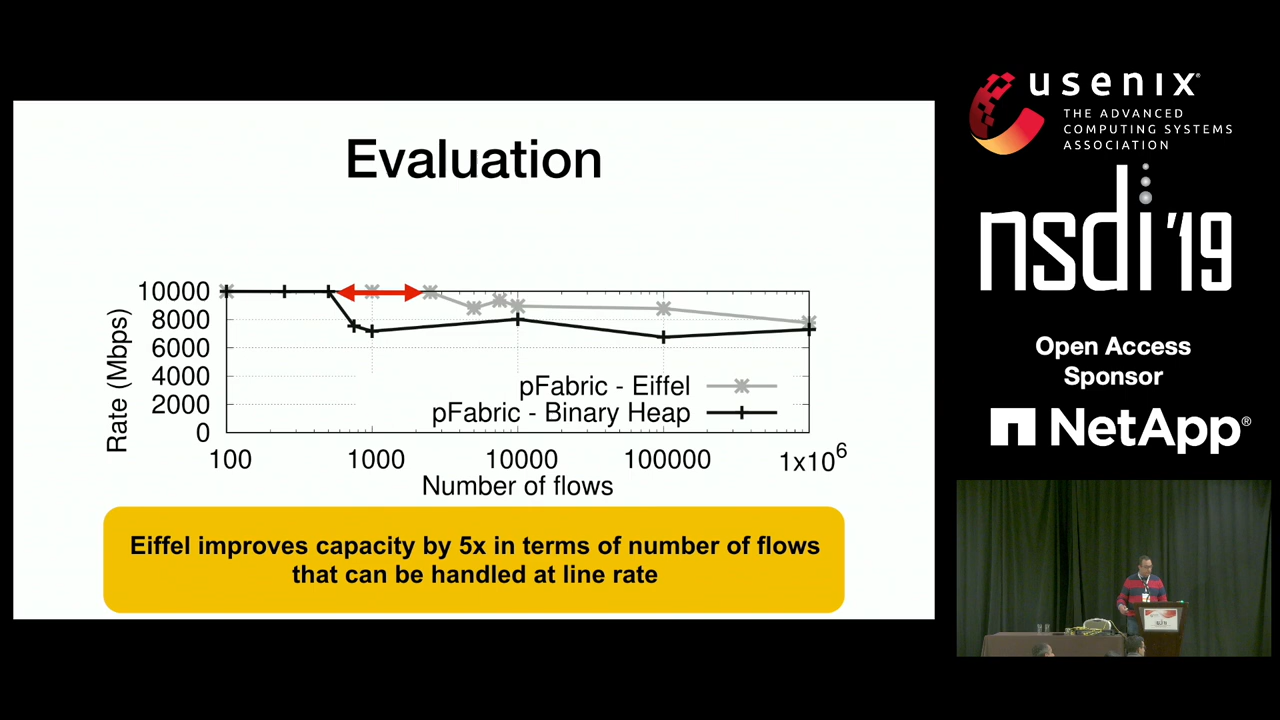 Evaluation
10000
8000
6000
4000
2000
0
Rate (Mbps)
pFabric - Eiffel
pFabric - Binary Heap
100
1000
10000
100000
1x10⁶
Number of flows
Eiffel improves capacity by 5x in terms of number of flows
that can be handled at line rate
usenix®
THE ADVANCED
COMPUTING SYSTEMS
ASSOCIATION
nsdi '19
Open Access
Sponsor
NetApp®